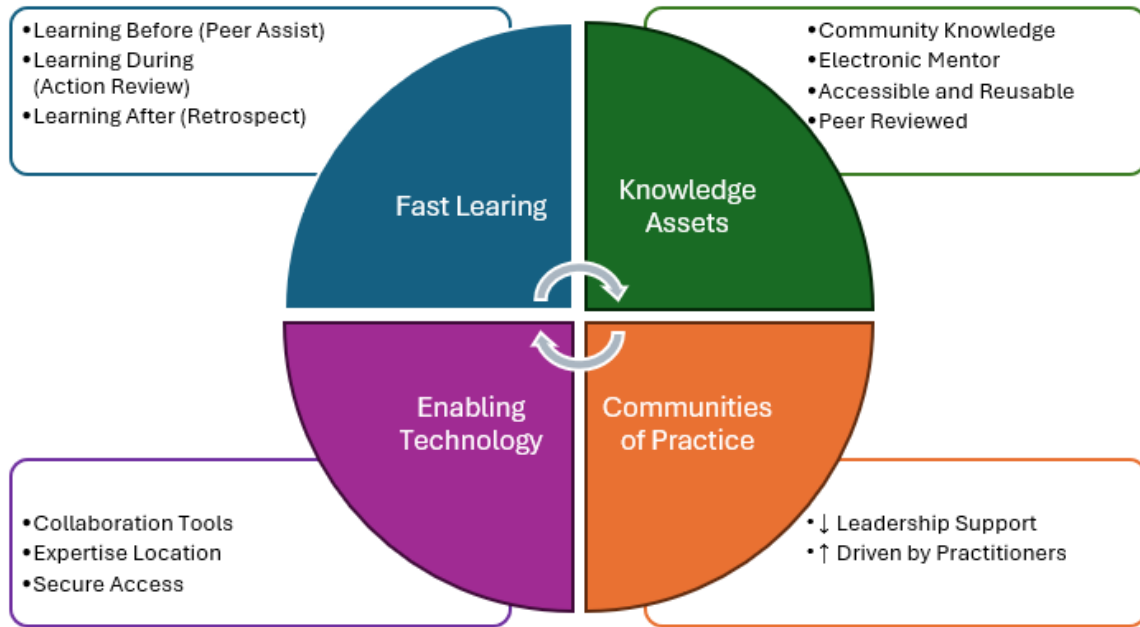 •Learning Before (Peer Assist)
•Learning During
(Action Review)
•Learning After (Retrospect)
•Community Knowledge
•Electronic Mentor
•Accessible and Reusable
•Peer Reviewed
Fast Learing
Knowledge
Assets
Enabling
Technology
Communities
of Practice
•Collaboration Tools
•Expertise Location
•Secure Access
•↓ Leadership Support
•↑ Driven by Practitioners